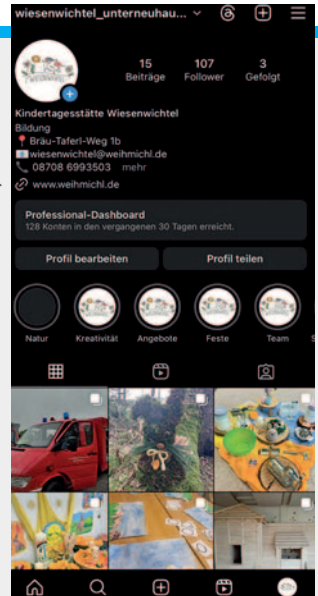 wiesenwichtel_unterneuhau...
15 107 3
Beiträge Follower Gefolgt
Kindertagesstätte Wiesenwichtel
Bildung
Bräu-Taferl-Weg 1b
wiesenwichtel@weihmichl.de
08708 6993503 mehr
www.weihmichl.de
Professional-Dashboard
128 Konten in den vergangenen 30 Tagen erreicht.
Profil bearbeiten Profil teilen
Natur Kreativität Angebote Feste Team S